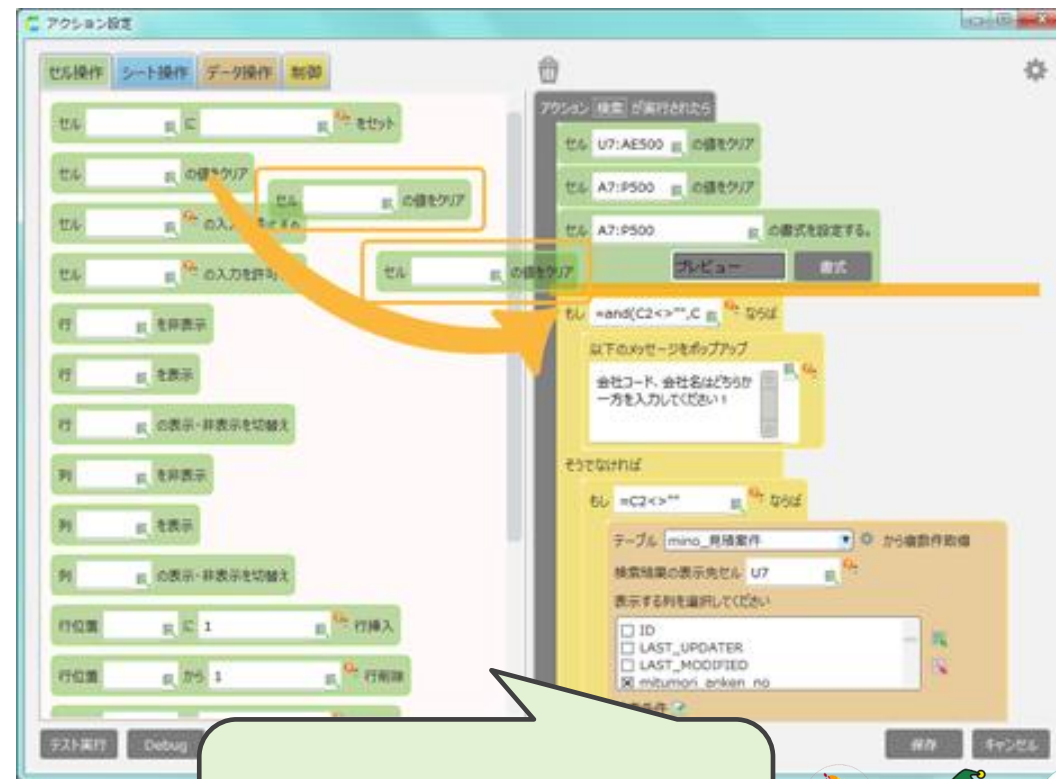 アクション設定
セル操作 シート操作 データ操作 制御
セル に をセット
セル の値をクリア
セル の値をクリア
セル の入力
セル の入力を許可
セル の値をクリア
行 を非表示
行 を表示
行 の表示・非表示を切替え
列 を非表示
列 を表示
列 の表示・非表示を切替え
行位置 に 1 行挿入
行位置 から 1 行削除
テスト実行 Debug
アクション 検索 が実行されたら
セル U7:AE500 の値をクリア
セル A7:P500 の値をクリア
セル A7:P500 の書式を設定する。
プレビュー 書式
もし =and(C2<>"",C ならば
以下のメッセージをポップアップ
会社コード、会社名はどちらか
一方を入力してください!
そうでなければ
もし =C2<>"" ならば
テーブル mino_見積案件 から複数件取得
検索結果の表示先セル U7
表示する列を選択してください
ID
LAST_UPDATER
LAST_MODIFIED
mitumori_anken_no
保存 キャンセル